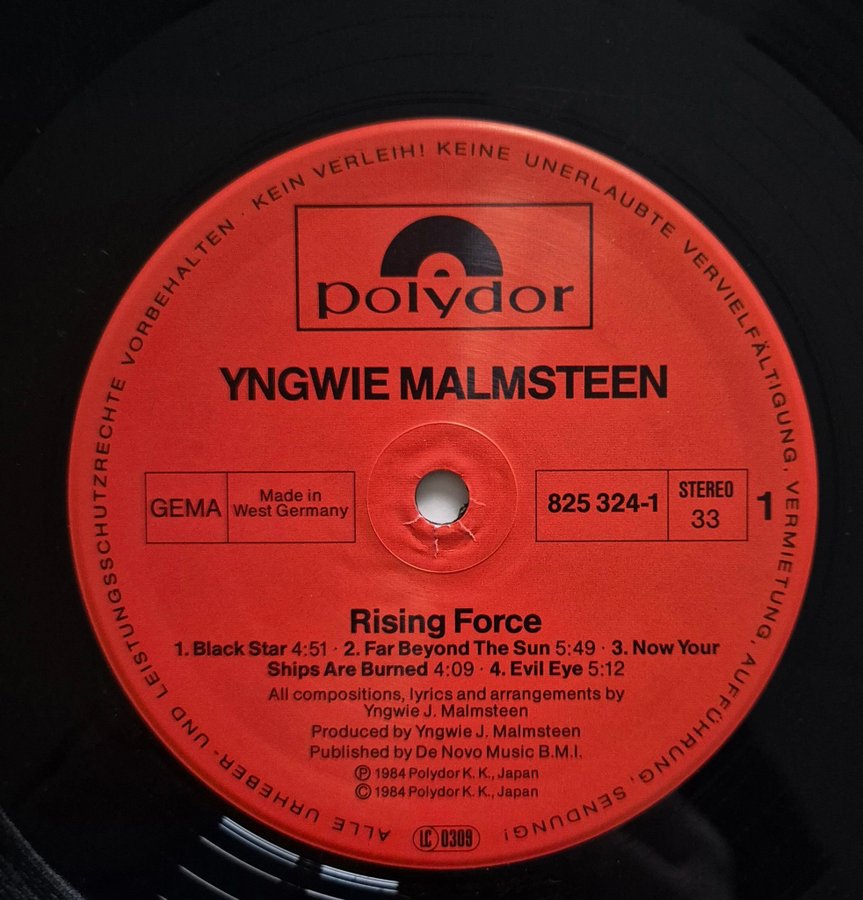 ALLE URHEBER- UND LEISTUNGSSCHUTZRECHTE VORBEHALTEN · KEIN VERLEIH! KEINE UNERLAUBTE VERVIELFÄLTIGUNG, VERMIETUNG, AUFFÜHRUNG, SENDUNG!
polydor
YNGWIE MALMSTEEN
GEMA
Made in
West Germany
825 324-1
STEREO
33
1
Rising Force
1. Black Star 4:51 · 2. Far Beyond The Sun 5:49 · 3. Now Your
Ships Are Burned 4:09 · 4. Evil Eye 5:12
All compositions, lyrics and arrangements by
Yngwie J. Malmsteen
Produced by Yngwie J. Malmsteen
Published by De Novo Music B.M.I.
Ⓟ 1984 Polydor K. K., Japan
© 1984 Polydor K. K., Japan
LC 0309